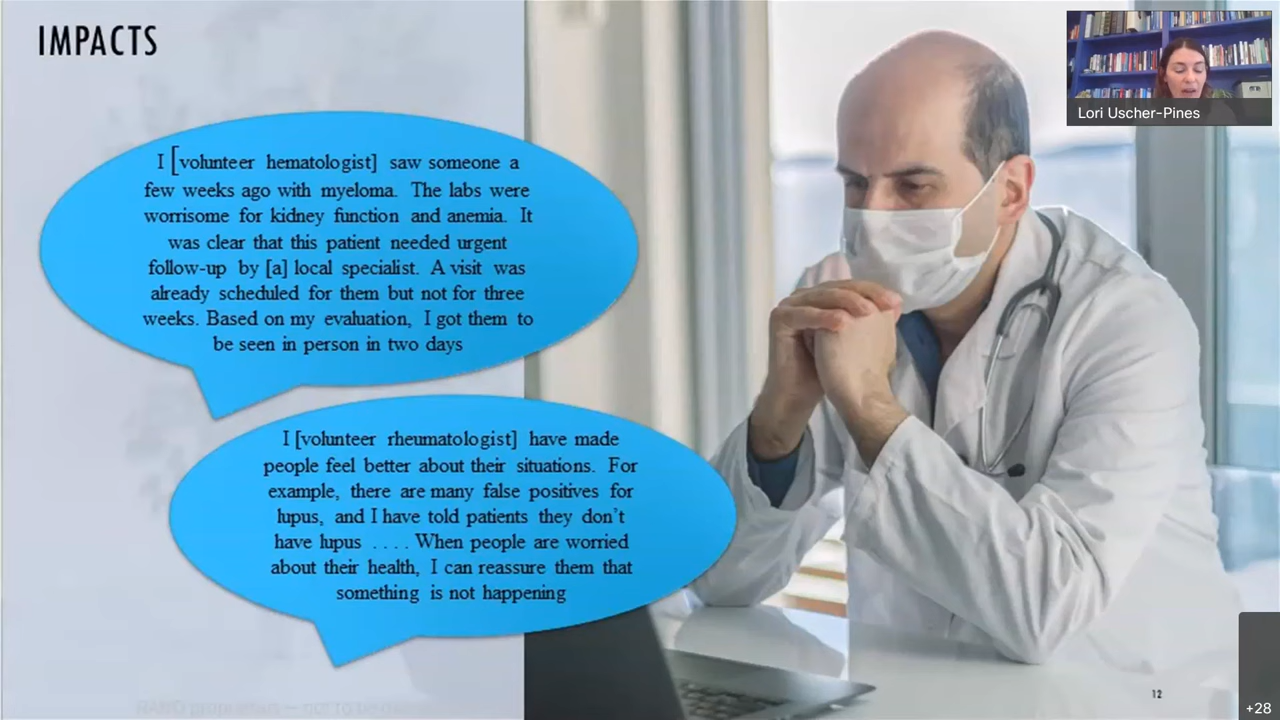 IMPACTS
Lori Uscher-Pines
I [volunteer hematologist] saw someone a
few weeks ago with myeloma. The labs were
worrisome for kidney function and anemia. It
was clear that this patient needed urgent
follow-up by [a] local specialist. A visit was
already scheduled for them but not for three
weeks. Based on my evaluation, I got them to
be seen in person in two days
I [volunteer rheumatologist] have made
people feel better about their situations. For
example, there are many false positives for
lupus, and I have told patients they don't
have lupus . . . . When people are worried
about their health, I can reassure them that
something is not happening
12
+28